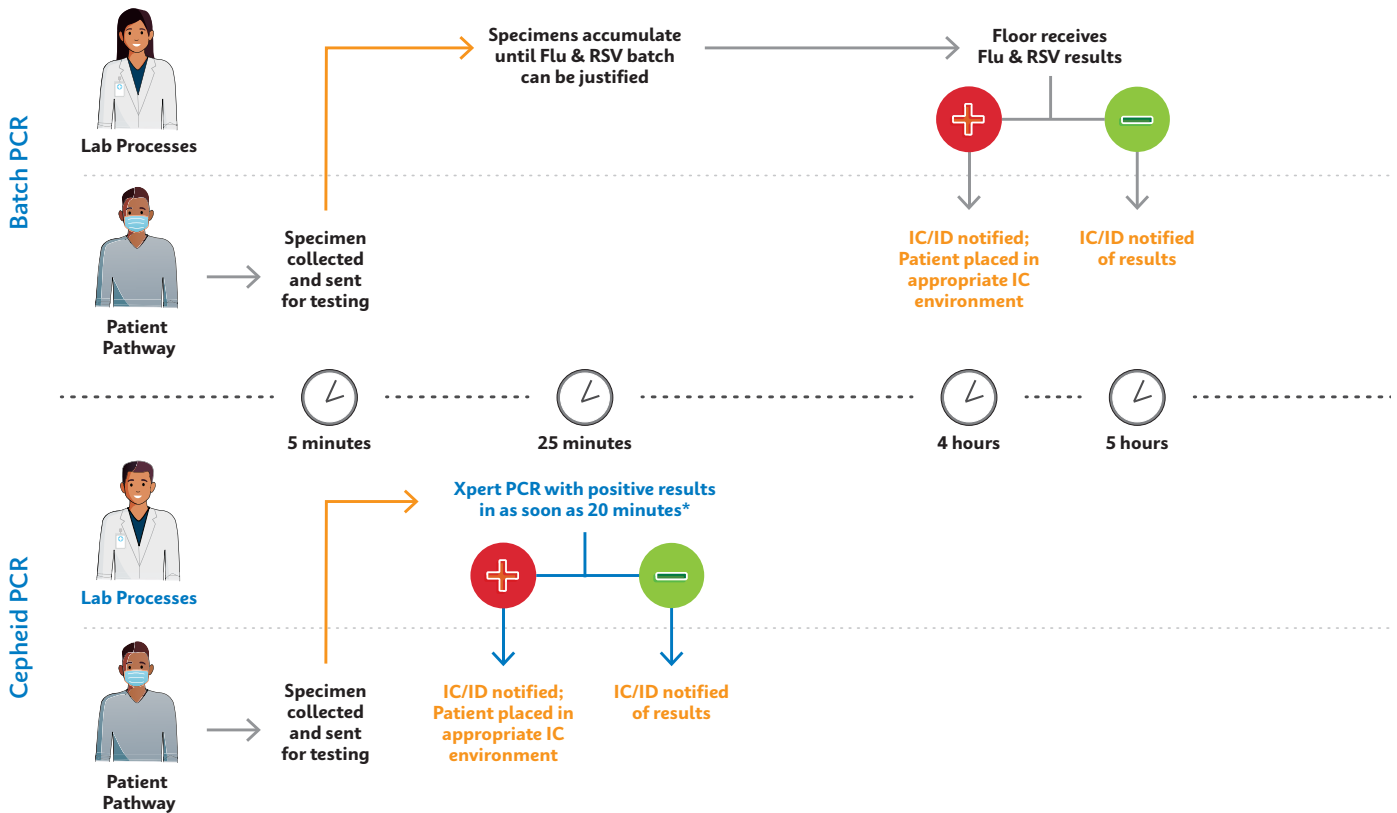 Batch PCR
Lab Processes
Specimens accumulate
until Flu & RSV batch
can be justified
Floor receives
Flu & RSV results
Patient
Pathway
Specimen
collected
and sent
for testing
IC/ID notified;
Patient placed in
appropriate IC
environment
IC/ID notified
of results
5 minutes
25 minutes
4 hours
5 hours
Cepheid PCR
Lab Processes
Xpert PCR with positive results
in as soon as 20 minutes*
Patient
Pathway
Specimen
collected
and sent
for testing
IC/ID notified;
Patient placed in
appropriate IC
environment
IC/ID notified
of results